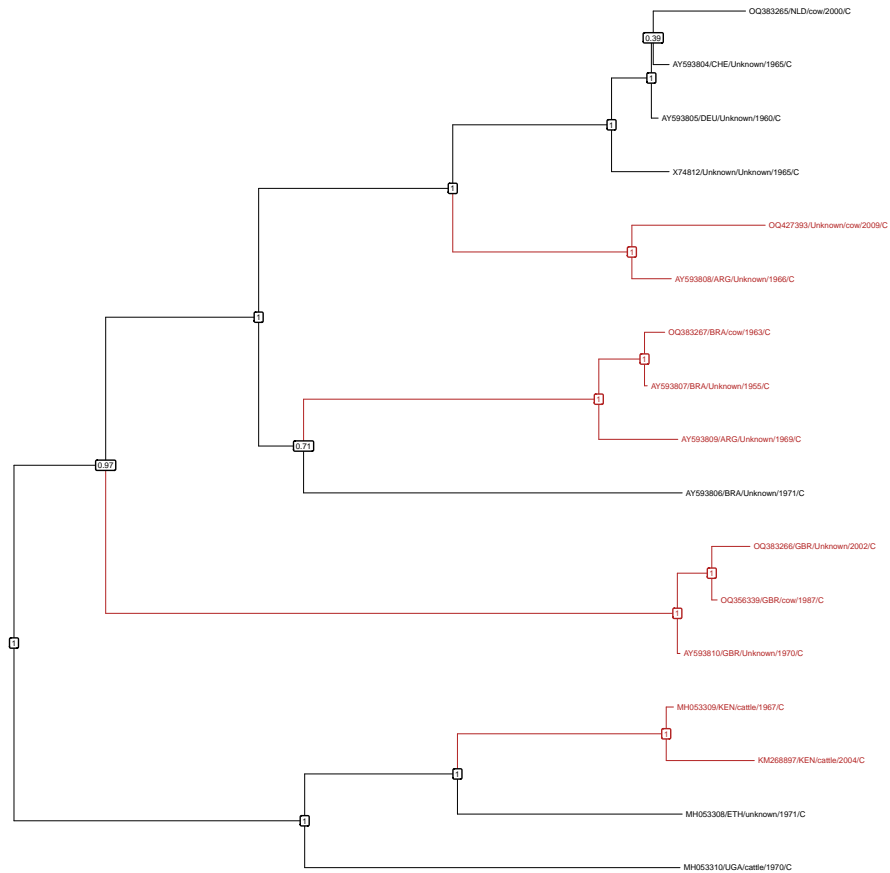 OQ383265/NLD/cow/2000/C
0.39
AY593804/CHE/Unknown/1965/C
1
AY593805/DEU/Unknown/1960/C
1
X74812/Unknown/Unknown/1965/C
1
OQ427393/Unknown/cow/2009/C
1
AY593808/ARG/Unknown/1966/C
1
OQ383267/BRA/cow/1963/C
1
AY593807/BRA/Unknown/1955/C
1
AY593809/ARG/Unknown/1969/C
0.71
0.97
AY593806/BRA/Unknown/1971/C
OQ383266/GBR/Unknown/2002/C
1
OQ356339/GBR/cow/1987/C
1
1
AY593810/GBR/Unknown/1970/C
MH053309/KEN/cattle/1967/C
1
KM268897/KEN/cattle/2004/C
1
MH053308/ETH/unknown/1971/C
1
MH053310/UGA/cattle/1970/C